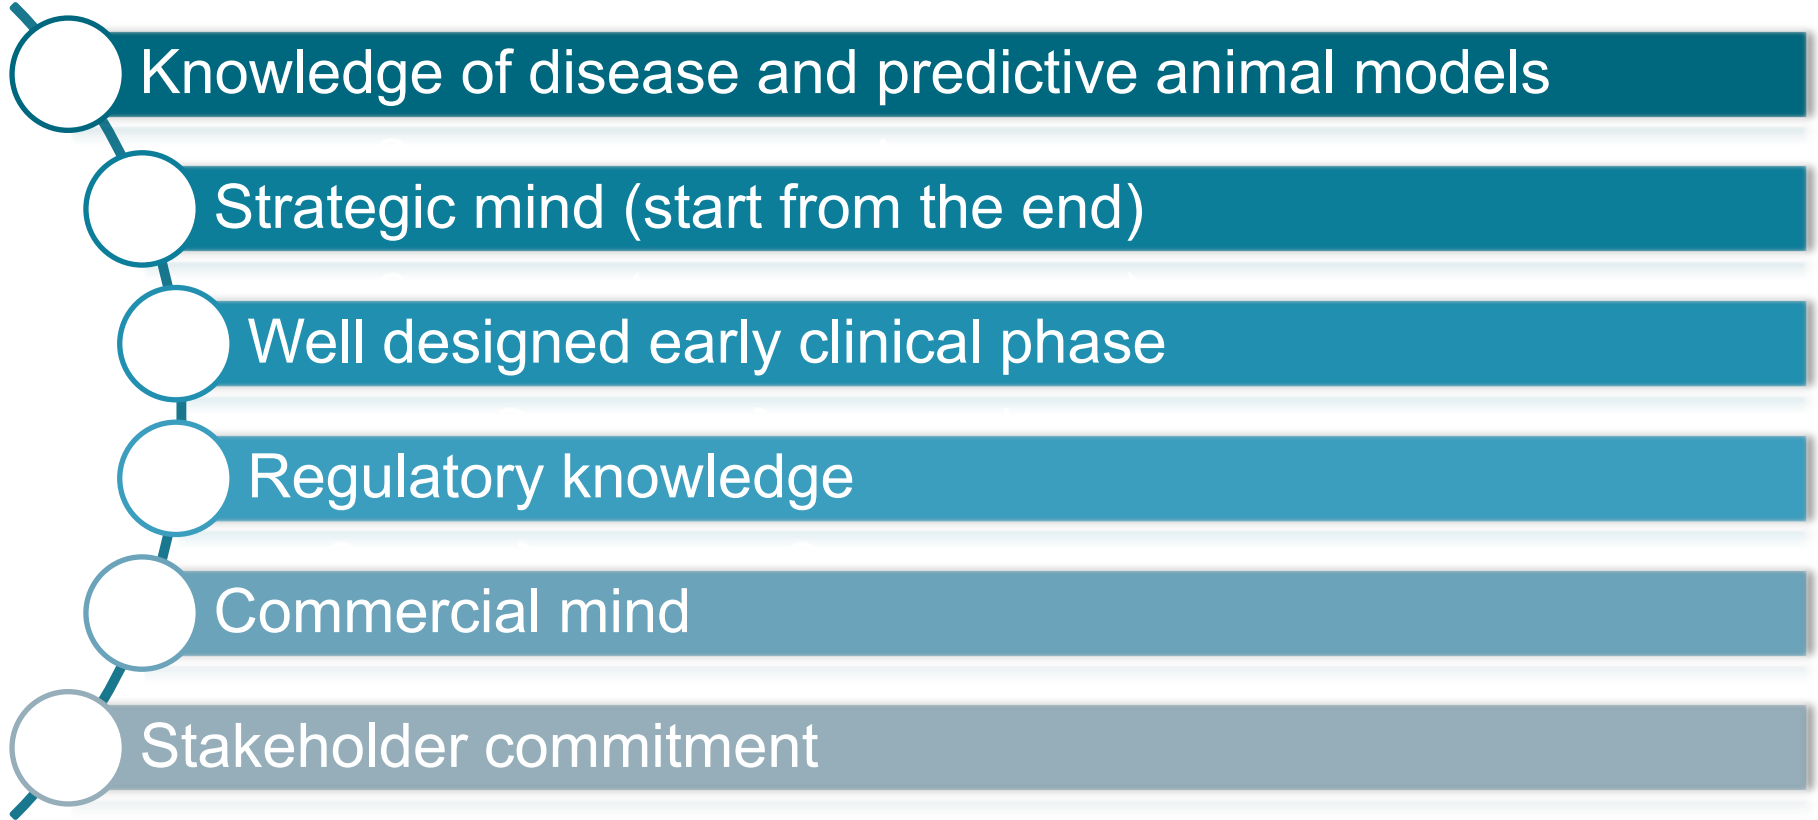 Knowledge of disease and predictive animal models
Strategic mind (start from the end)
Well designed early clinical phase
Regulatory knowledge
Commercial mind
Stakeholder commitment